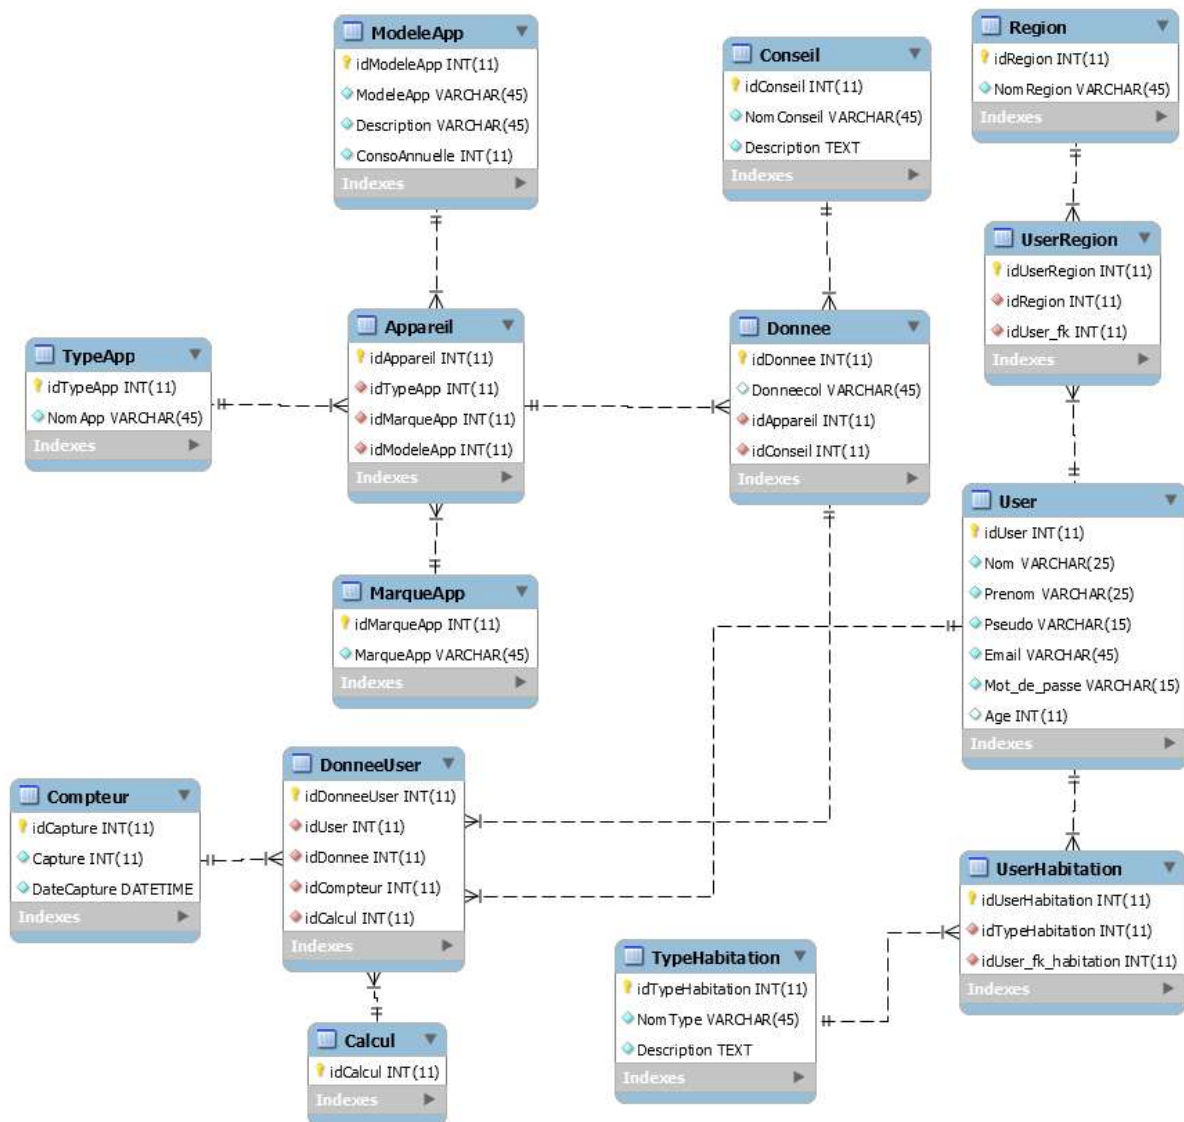 ModeleApp
idModeleApp INT(11)
ModeleApp VARCHAR(45)
Description VARCHAR(45)
ConsoAnnuelle INT(11)
Indexes
Conseil
idConseil INT(11)
NomConseil VARCHAR(45)
Description TEXT
Indexes
Region
idRegion INT(11)
NomRegion VARCHAR(45)
Indexes
UserRegion
idUserRegion INT(11)
idRegion INT(11)
idUser_fk INT(11)
Indexes
TypeApp
idTypeApp INT(11)
NomApp VARCHAR(45)
Indexes
Appareil
idAppareil INT(11)
idTypeApp INT(11)
idMarqueApp INT(11)
idModeleApp INT(11)
Indexes
Donnee
idDonnee INT(11)
Donneecol VARCHAR(45)
idAppareil INT(11)
idConseil INT(11)
Indexes
User
idUser INT(11)
Nom VARCHAR(25)
Prenom VARCHAR(25)
Pseudo VARCHAR(15)
Email VARCHAR(45)
Mot_de_passe VARCHAR(15)
Age INT(11)
Indexes
MarqueApp
idMarqueApp INT(11)
MarqueApp VARCHAR(45)
Indexes
Compteur
idCapture INT(11)
Capture INT(11)
DateCapture DATETIME
Indexes
DonneeUser
idDonneeUser INT(11)
idUser INT(11)
idDonnee INT(11)
idCompteur INT(11)
idCalcul INT(11)
Indexes
UserHabitation
idUserHabitation INT(11)
idTypeHabitation INT(11)
idUser_fk_habitation INT(11)
Indexes
TypeHabitation
idTypeHabitation INT(11)
NomType VARCHAR(45)
Description TEXT
Indexes
Calcul
idCalcul INT(11)
Indexes